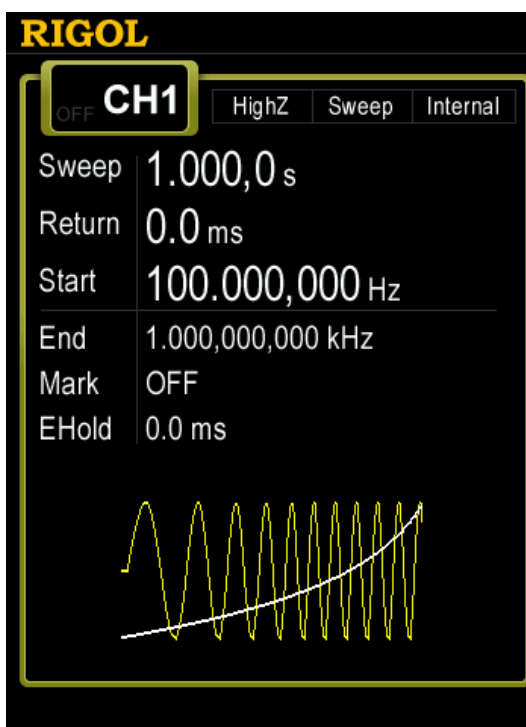 RIGOL
OFF CH1 HighZ Sweep Internal
Sweep 1.000,0 s
Return 0.0 ms
Start 100.000,000 Hz
End 1.000,000,000 kHz
Mark OFF
EHold 0.0 ms